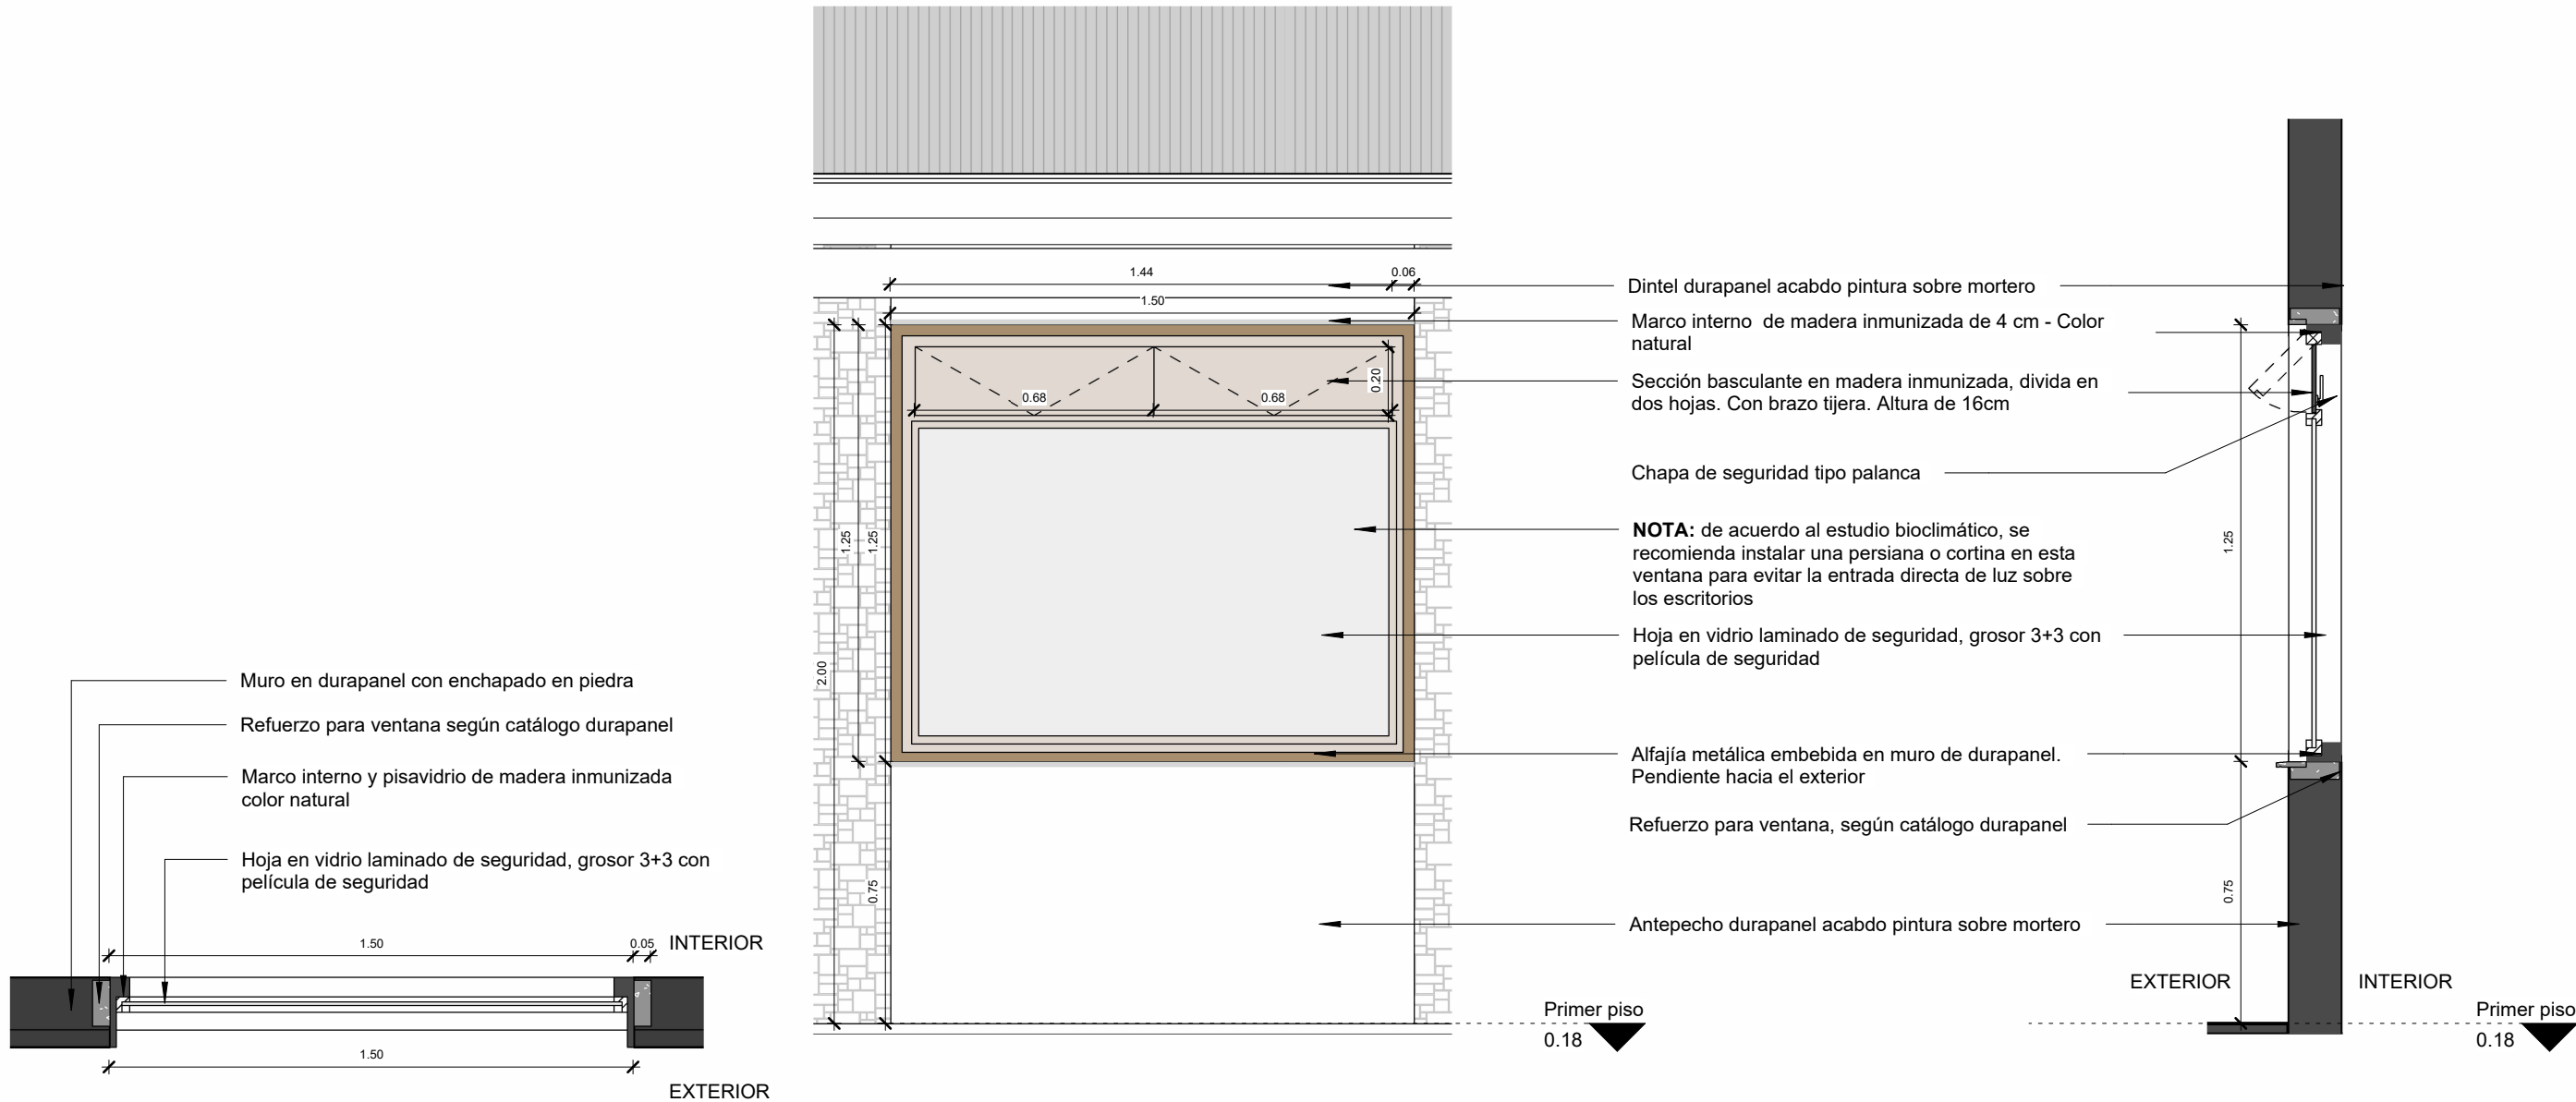 1.44
0.06
1.50
Dintel durapanel acabdo pintura sobre mortero
Marco interno  de madera inmunizada de 4 cm - Color
natural
Sección basculante en madera inmunizada, divida en
dos hojas. Con brazo tijera. Altura de 16cm
0.68
0.68
0.20
Chapa de seguridad tipo palanca
NOTA: de acuerdo al estudio bioclimático, se
recomienda instalar una persiana o cortina en esta
ventana para evitar la entrada directa de luz sobre
los escritorios
1.25
1.25
1.25
Hoja en vidrio laminado de seguridad, grosor 3+3 con
película de seguridad
2.00
Alfajía metálica embebida en muro de durapanel.
Pendiente hacia el exterior
Refuerzo para ventana, según catálogo durapanel
0.75
0.75
Antepecho durapanel acabdo pintura sobre mortero
EXTERIOR
INTERIOR
Primer piso
0.18
Primer piso
0.18
Muro en durapanel con enchapado en piedra
Refuerzo para ventana según catálogo durapanel
Marco interno y pisavidrio de madera inmunizada
color natural
Hoja en vidrio laminado de seguridad, grosor 3+3 con
película de seguridad
1.50
0.05
INTERIOR
1.50
EXTERIOR